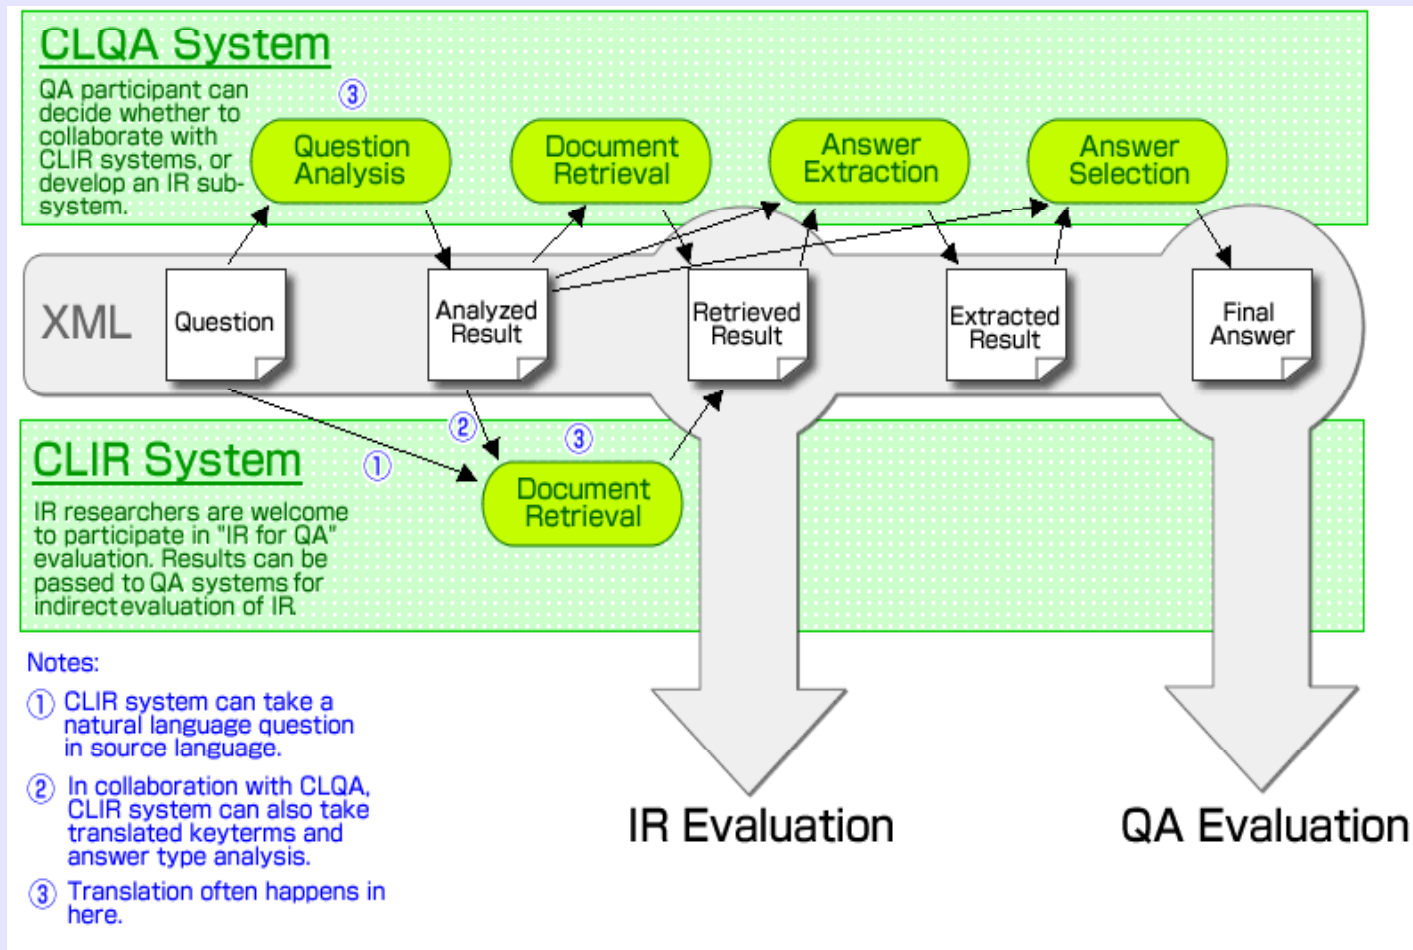 CLQA System
QA participant can
decide whether to
collaborate with
CLIR systems, or
develop an IR sub-
system.
③
Question
Analysis
Document
Retrieval
Answer
Extraction
Answer
Selection
XML
Question
Analyzed
Result
Retrieved
Result
Extracted
Result
Final
Answer
CLIR System
IR researchers are welcome
to participate in "IR for QA"
evaluation. Results can be
passed to QA systems for
indirect evaluation of IR.
①
②
③
Document
Retrieval
Notes:
① CLIR system can take a
natural language question
in source language.
② In collaboration with CLQA,
CLIR system can also take
translated keyterms and
answer type analysis.
③ Translation often happens in
here.
IR Evaluation
QA Evaluation